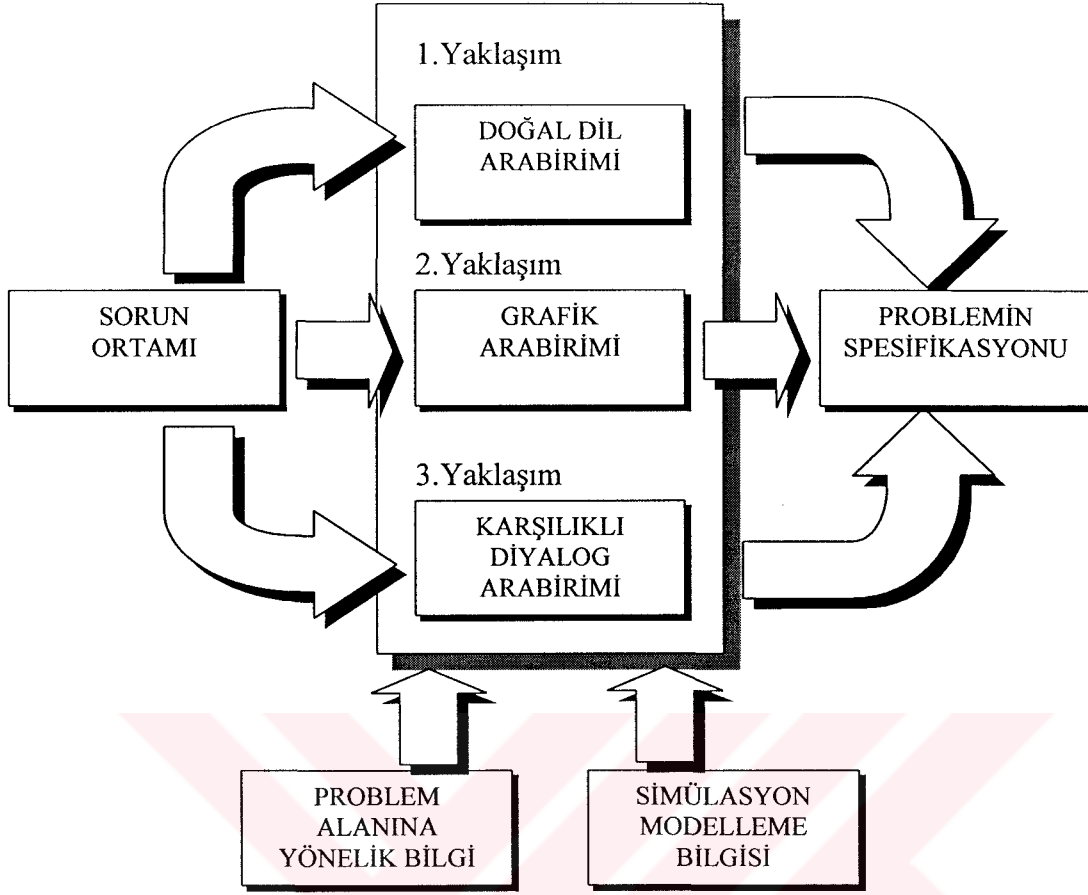 1.Yaklaşım
DOĞAL DİL
ARABİRİMİ
2.Yaklaşım
SORUN
ORTAMI
GRAFİK
ARABİRİMİ
PROBLEMİN
SPESİFİKASYONU
3.Yaklaşım
KARŞILIKLI
DİYALOG
ARABİRİMİ
PROBLEM
ALANINA
YÖNELİK BİLGİ
SİMÜLASYON
MODELLEME
BİLGİSİ